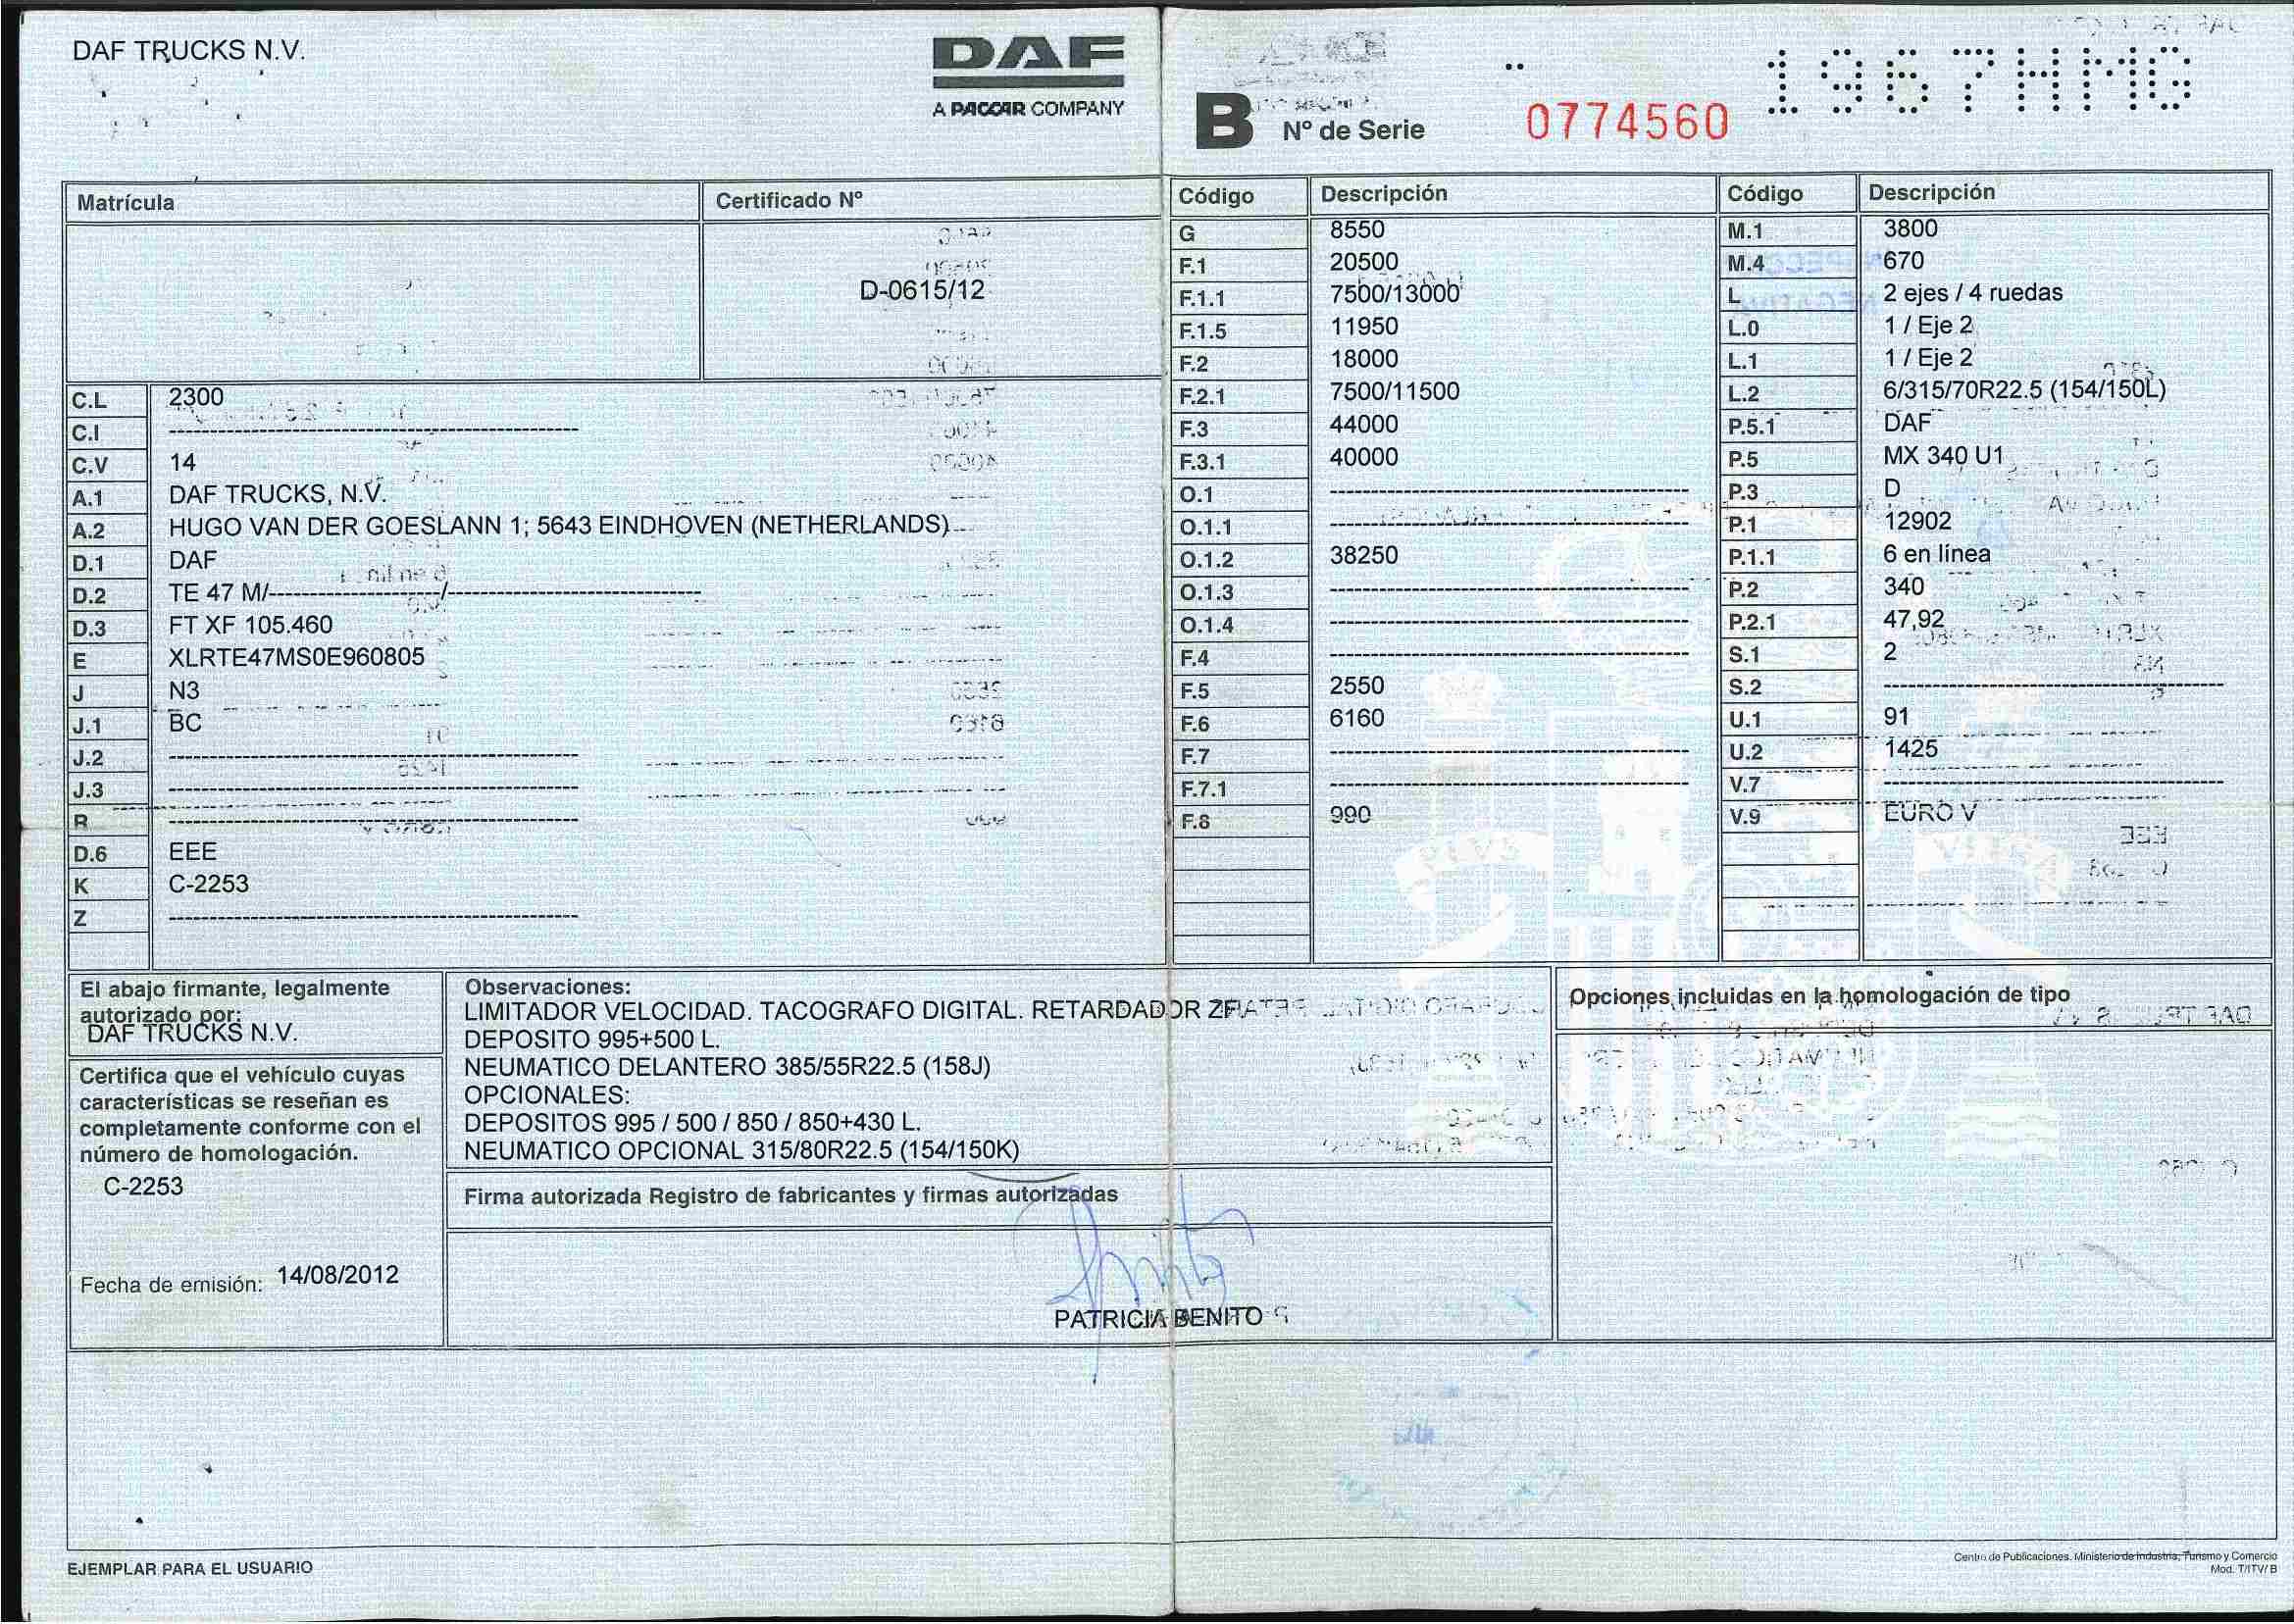 DAF TRUCKS N.V.
DAF
A PACCAR COMPANY
B Nº de Serie 0774560
1967HMG
Matrícula Certificado Nº
D-0615/12
C.L 2300
C.I ----------
C.V 14
A.1 DAF TRUCKS, N.V.
A.2 HUGO VAN DER GOESLANN 1; 5643 EINDHOVEN (NETHERLANDS)
D.1 DAF
D.2 TE 47 M/----------/----------
D.3 FT XF 105.460
E XLRTE47MS0E960805
J N3
J.1 BC
J.2 ----------
J.3 ----------
R ----------
D.6 EEE
K C-2253
Z ----------
Código Descripción
G 8550
F.1 20500
F.1.1 7500/13000
F.1.5 11950
F.2 18000
F.2.1 7500/11500
F.3 44000
F.3.1 40000
O.1 ----------
O.1.1 ----------
O.1.2 38250
O.1.3 ----------
O.1.4 ----------
F.4 ----------
F.5 2550
F.6 6160
F.7 ----------
F.7.1 ----------
F.8 990
Código Descripción
M.1 3800
M.4 670
L 2 ejes / 4 ruedas
L.0 1 / Eje 2
L.1 1 / Eje 2
L.2 6/315/70R22.5 (154/150L)
P.5.1 DAF
P.5 MX 340 U1
P.3 D
P.1 12902
P.1.1 6 en línea
P.2 340
P.2.1 47,92
S.1 2
S.2 ----------
U.1 91
U.2 1425
V.7 ----------
V.9 EURO V
El abajo firmante, legalmente
autorizado por:
DAF TRUCKS N.V.
Certifica que el vehículo cuyas
características se reseñan es
completamente conforme con el
número de homologación.
C-2253
Fecha de emisión: 14/08/2012
Observaciones:
LIMITADOR VELOCIDAD. TACOGRAFO DIGITAL. RETARDADOR ZF
DEPOSITO 995+500 L.
NEUMATICO DELANTERO 385/55R22.5 (158J)
OPCIONALES:
DEPOSITOS 995 / 500 / 850 / 850+430 L.
NEUMATICO OPCIONAL 315/80R22.5 (154/150K)
Firma autorizada Registro de fabricantes y firmas autorizadas
PATRICIA BENITO
Opciones incluidas en la homologación de tipo
EJEMPLAR PARA EL USUARIO
Centro de Publicaciones. Ministerio de Industria, Turismo y Comercio
Mod. T/ITV/ B